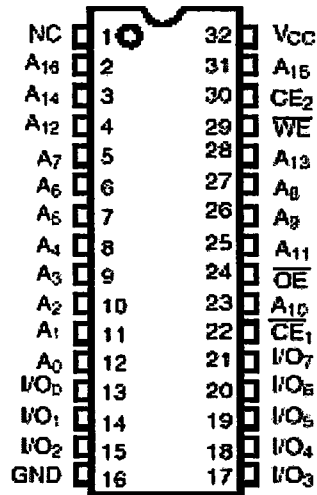 NC 1 32 VCC
A16 2 31 A15
A14 3 30 CE2
A12 4 29 W̅E̅
A7 5 28 A13
A6 6 27 A8
A5 7 26 A9
A4 8 25 A11
A3 9 24 O̅E̅
A2 10 23 A10
A1 11 22 C̅E̅1
A0 12 21 I/O7
I/O0 13 20 I/O6
I/O1 14 19 I/O5
I/O2 15 18 I/O4
GND 16 17 I/O3